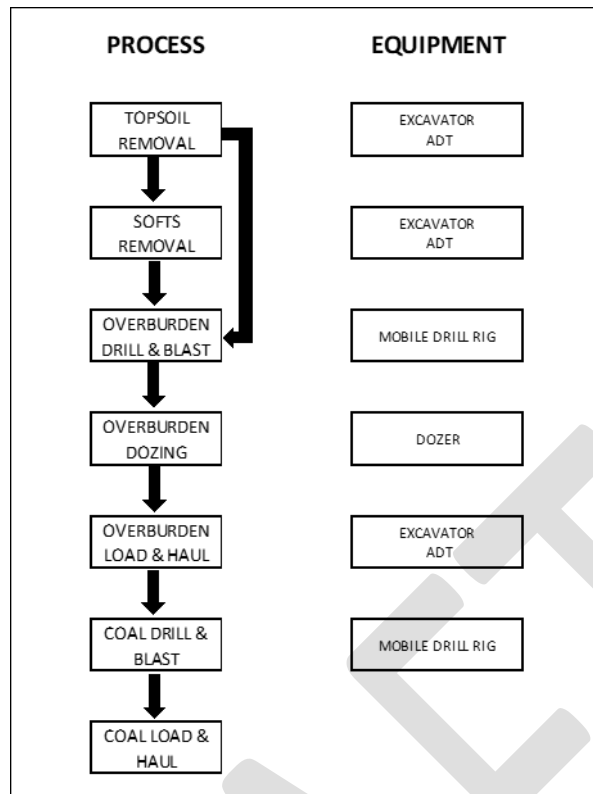 PROCESS
EQUIPMENT
TOPSOIL
REMOVAL
EXCAVATOR
ADT
SOFTS
REMOVAL
EXCAVATOR
ADT
OVERBURDEN
DRILL & BLAST
MOBILE DRILL RIG
OVERBURDEN
DOZING
DOZER
OVERBURDEN
LOAD & HAUL
EXCAVATOR
ADT
COAL DRILL &
BLAST
MOBILE DRILL RIG
COAL LOAD &
HAUL